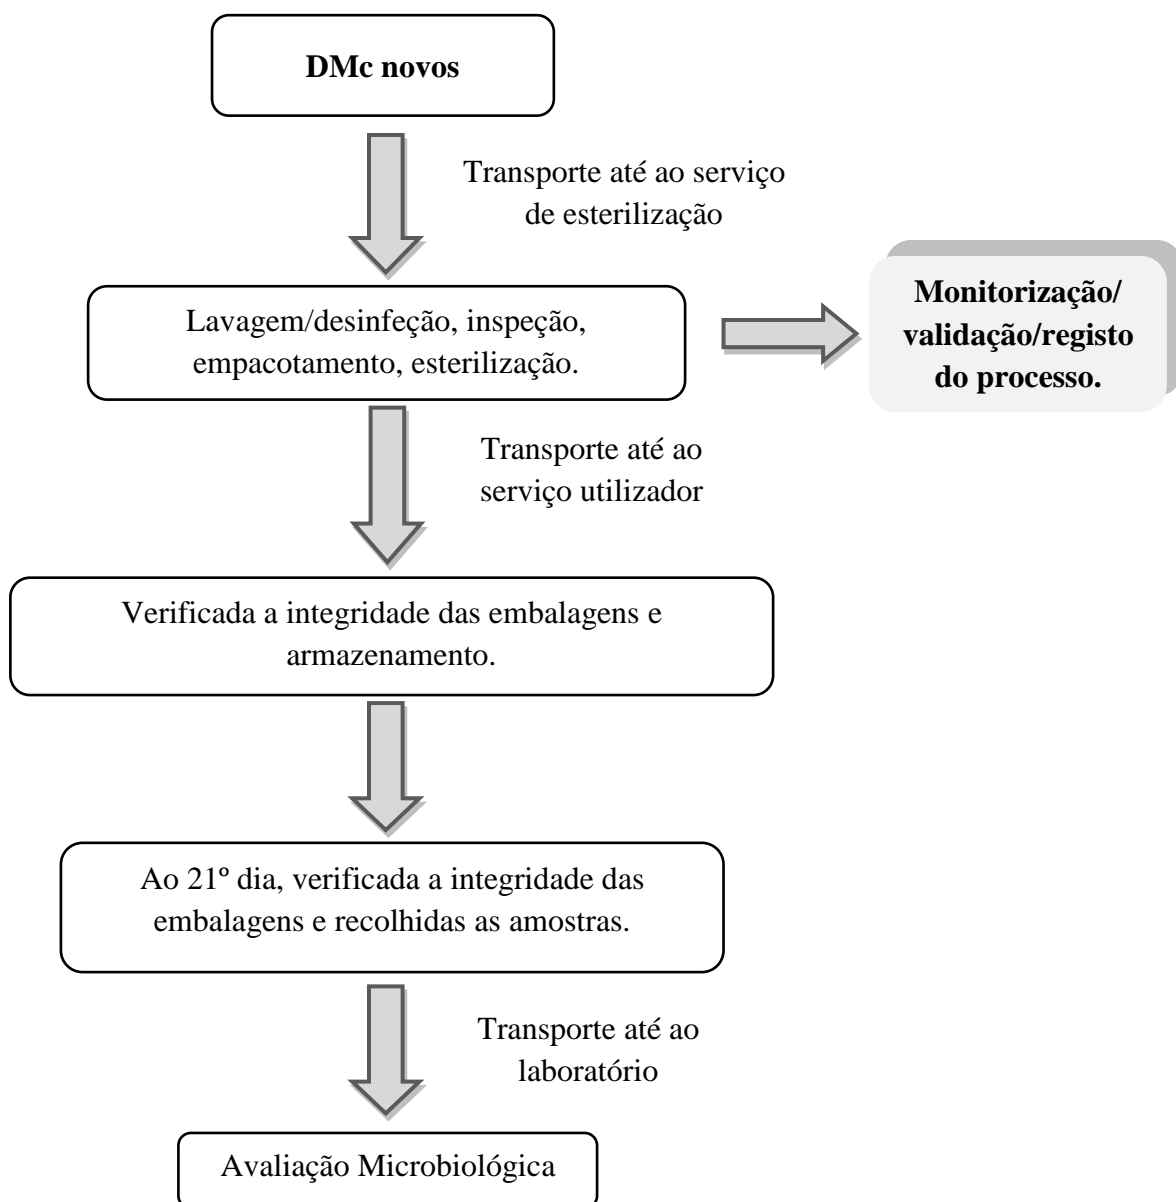 DMc novos
Transporte até ao serviço
de esterilização
Lavagem/desinfeção, inspeção,
empacotamento, esterilização.
Monitorização/
validação/registo
do processo.
Transporte até ao
serviço utilizador
Verificada a integridade das embalagens e
armazenamento.
Ao 21º dia, verificada a integridade das
embalagens e recolhidas as amostras.
Transporte até ao
laboratório
Avaliação Microbiológica